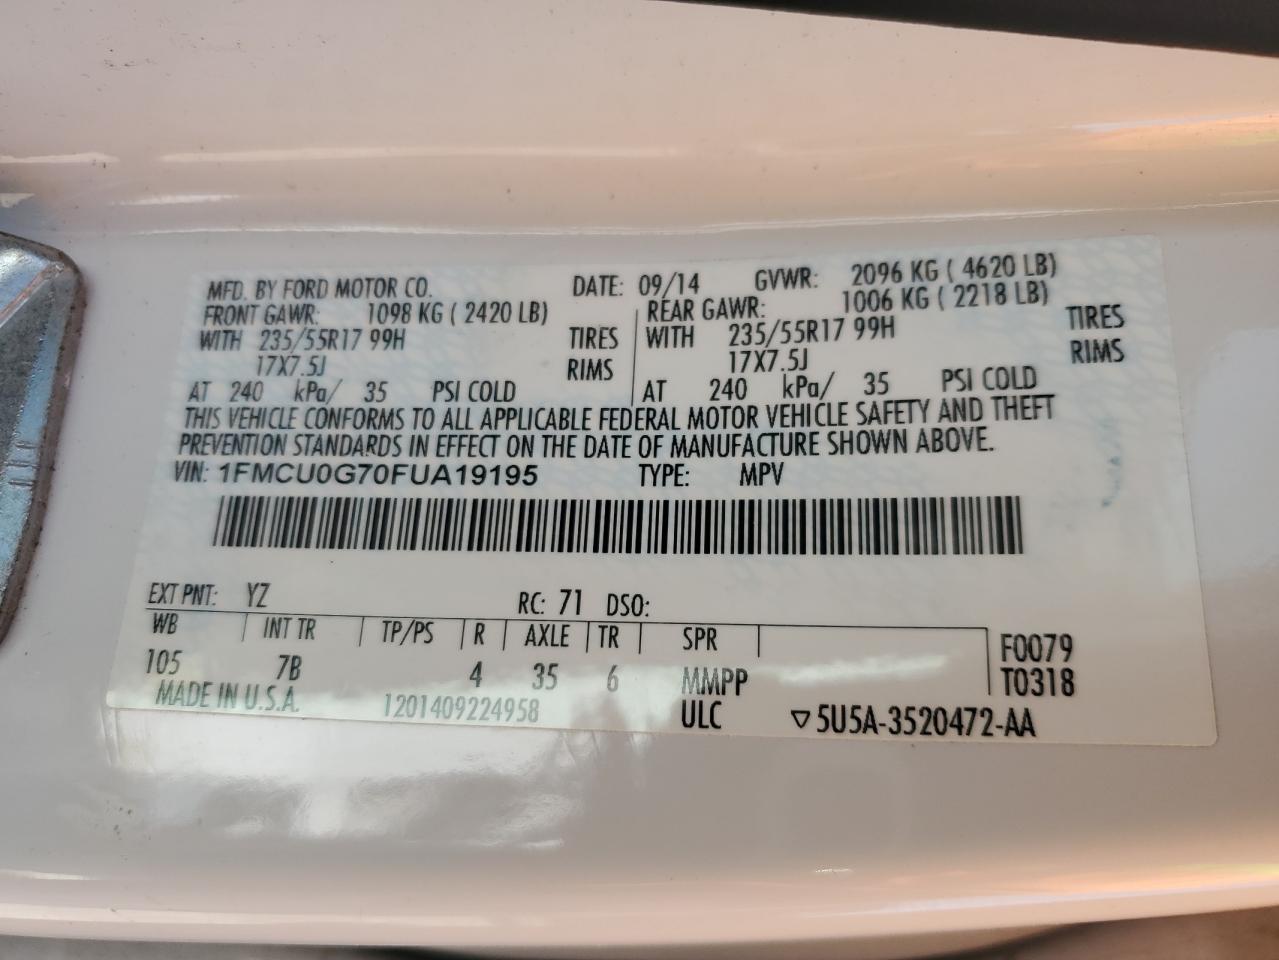 MFD. BY FORD MOTOR CO. DATE: 09/14 GVWR: 2096 KG ( 4620 LB)
FRONT GAWR: 1098 KG ( 2420 LB) REAR GAWR: 1006 KG ( 2218 LB)
WITH 235/55R17 99H TIRES WITH 235/55R17 99H TIRES
17X7.5J RIMS 17X7.5J RIMS
AT 240 kPa/ 35 PSI COLD AT 240 kPa/ 35 PSI COLD
THIS VEHICLE CONFORMS TO ALL APPLICABLE FEDERAL MOTOR VEHICLE SAFETY AND THEFT
PREVENTION STANDARDS IN EFFECT ON THE DATE OF MANUFACTURE SHOWN ABOVE.
VIN: 1FMCU0G70FUA19195 TYPE: MPV
EXT PNT: YZ RC: 71 DSO:
WB INT TR TP/PS R AXLE TR SPR F0079
105 7B 4 35 6 MMPP T0318
MADE IN U.S.A. 1201409224958 ULC ▽5U5A-3520472-AA